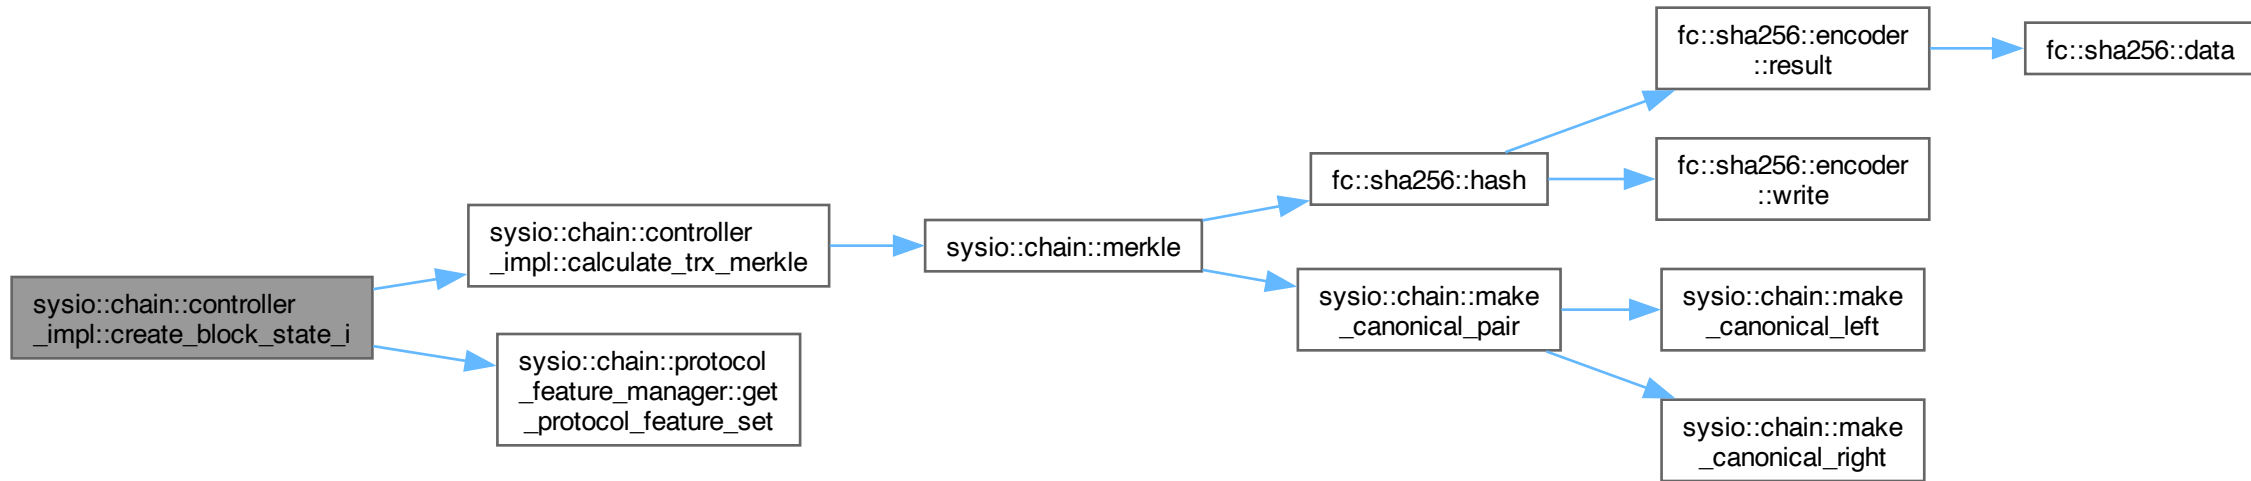 sysio::chain::controller
_impl::create_block_state_i
sysio::chain::controller
_impl::calculate_trx_merkle
sysio::chain::protocol
_feature_manager::get
_protocol_feature_set
sysio::chain::merkle
fc::sha256::hash
sysio::chain::make
_canonical_pair
fc::sha256::encoder
::result
fc::sha256::encoder
::write
sysio::chain::make
_canonical_left
sysio::chain::make
_canonical_right
fc::sha256::data